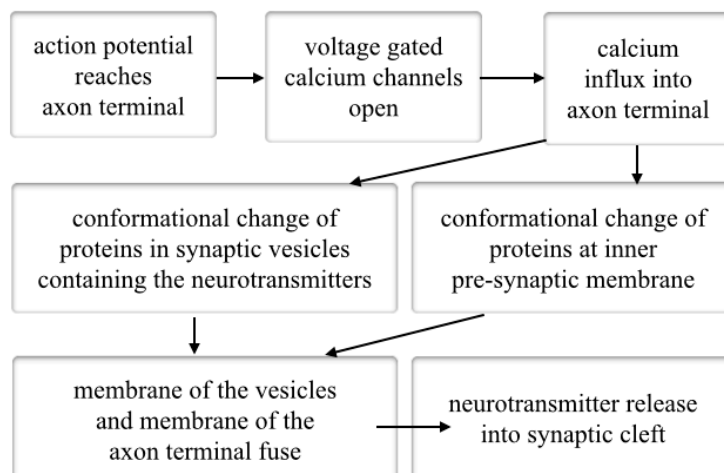 action potential
reaches
axon terminal
voltage gated
calcium channels
open
calcium
influx into
axon terminal
conformational change of
proteins in synaptic vesicles
containing the neurotransmitters
conformational change of
proteins at inner
pre-synaptic membrane
membrane of the vesicles
and membrane of the
axon terminal fuse
neurotransmitter release
into synaptic cleft